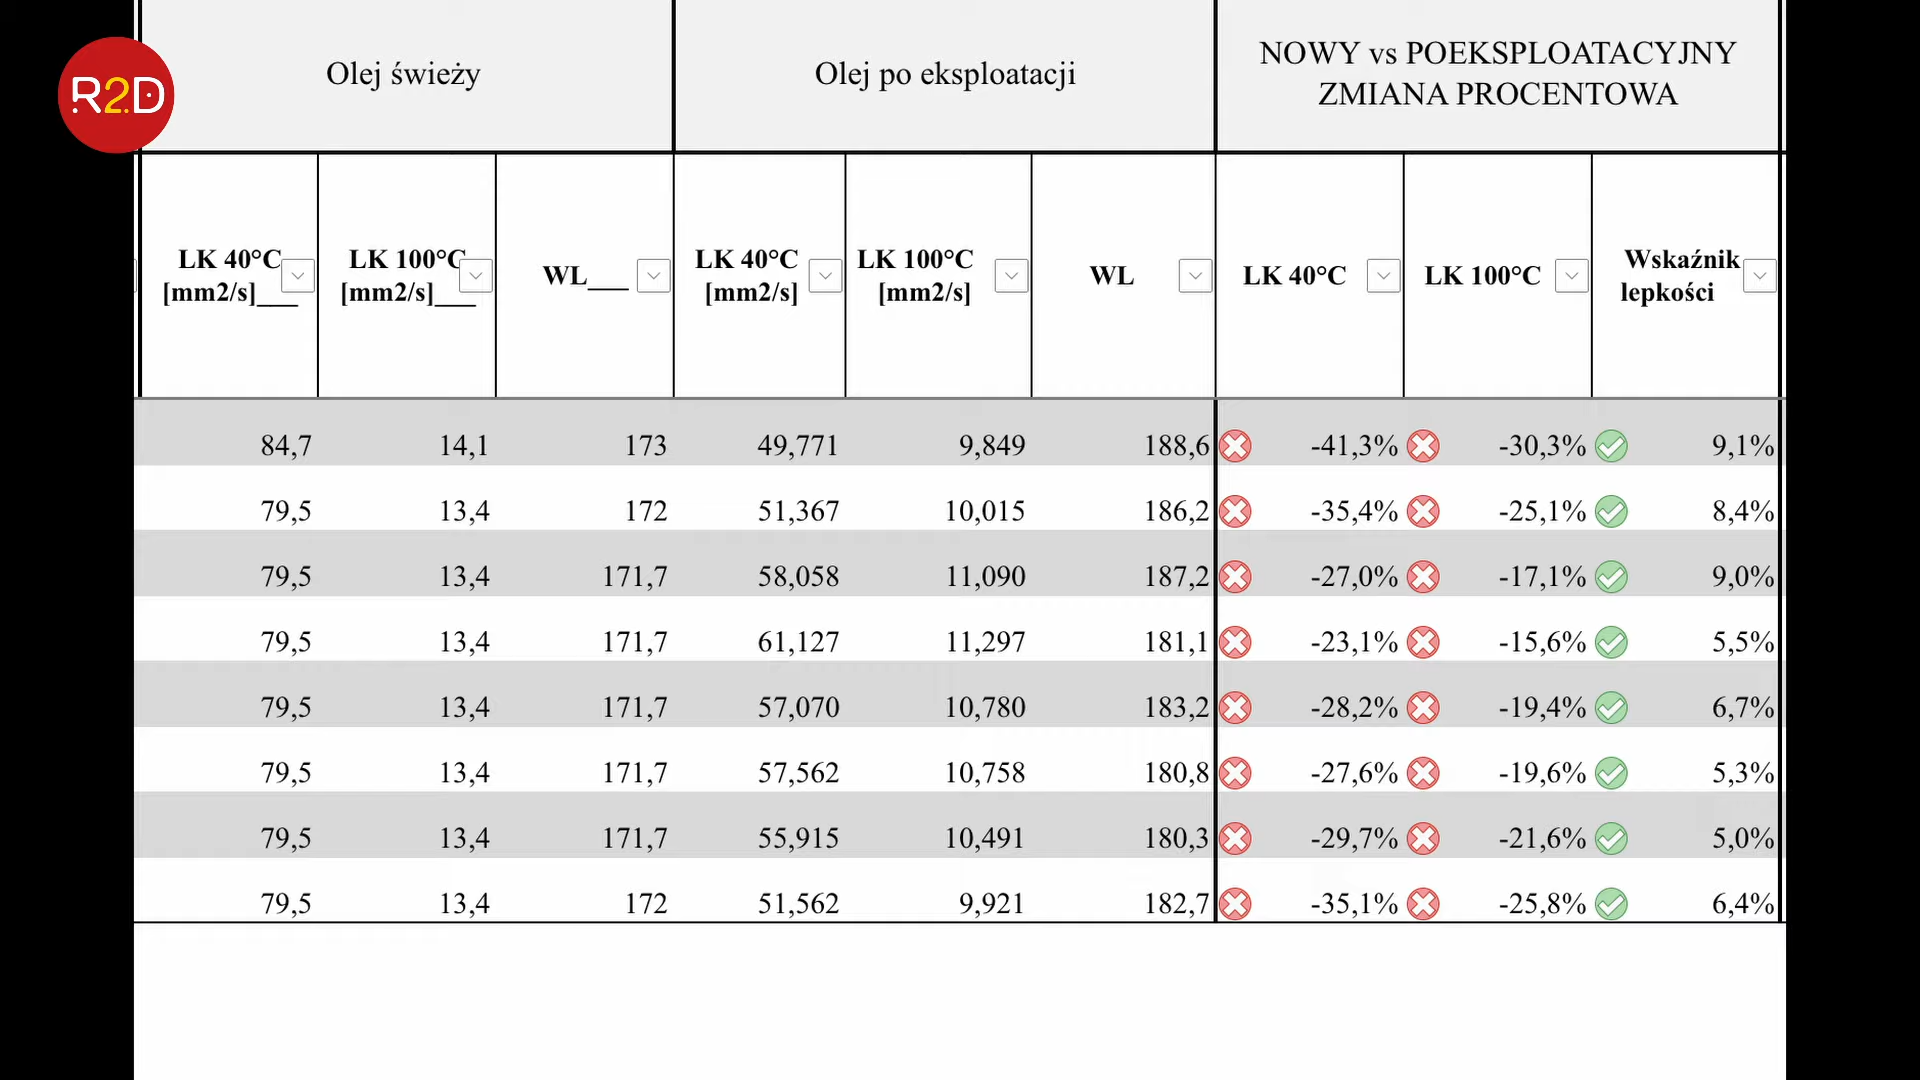 R2D
Olej świeży
Olej po eksploatacji
NOWY vs POEKSPLOATACYJNY
ZMIANA PROCENTOWA
LK 40°C
[mm2/s]___
LK 100°C
[mm2/s]___
WL___
LK 40°C
[mm2/s]
LK 100°C
[mm2/s]
WL
LK 40°C
LK 100°C
Wskaźnik
lepkości
84,7 14,1 173 49,771 9,849 188,6 -41,3% -30,3% 9,1%
79,5 13,4 172 51,367 10,015 186,2 -35,4% -25,1% 8,4%
79,5 13,4 171,7 58,058 11,090 187,2 -27,0% -17,1% 9,0%
79,5 13,4 171,7 61,127 11,297 181,1 -23,1% -15,6% 5,5%
79,5 13,4 171,7 57,070 10,780 183,2 -28,2% -19,4% 6,7%
79,5 13,4 171,7 57,562 10,758 180,8 -27,6% -19,6% 5,3%
79,5 13,4 171,7 55,915 10,491 180,3 -29,7% -21,6% 5,0%
79,5 13,4 172 51,562 9,921 182,7 -35,1% -25,8% 6,4%